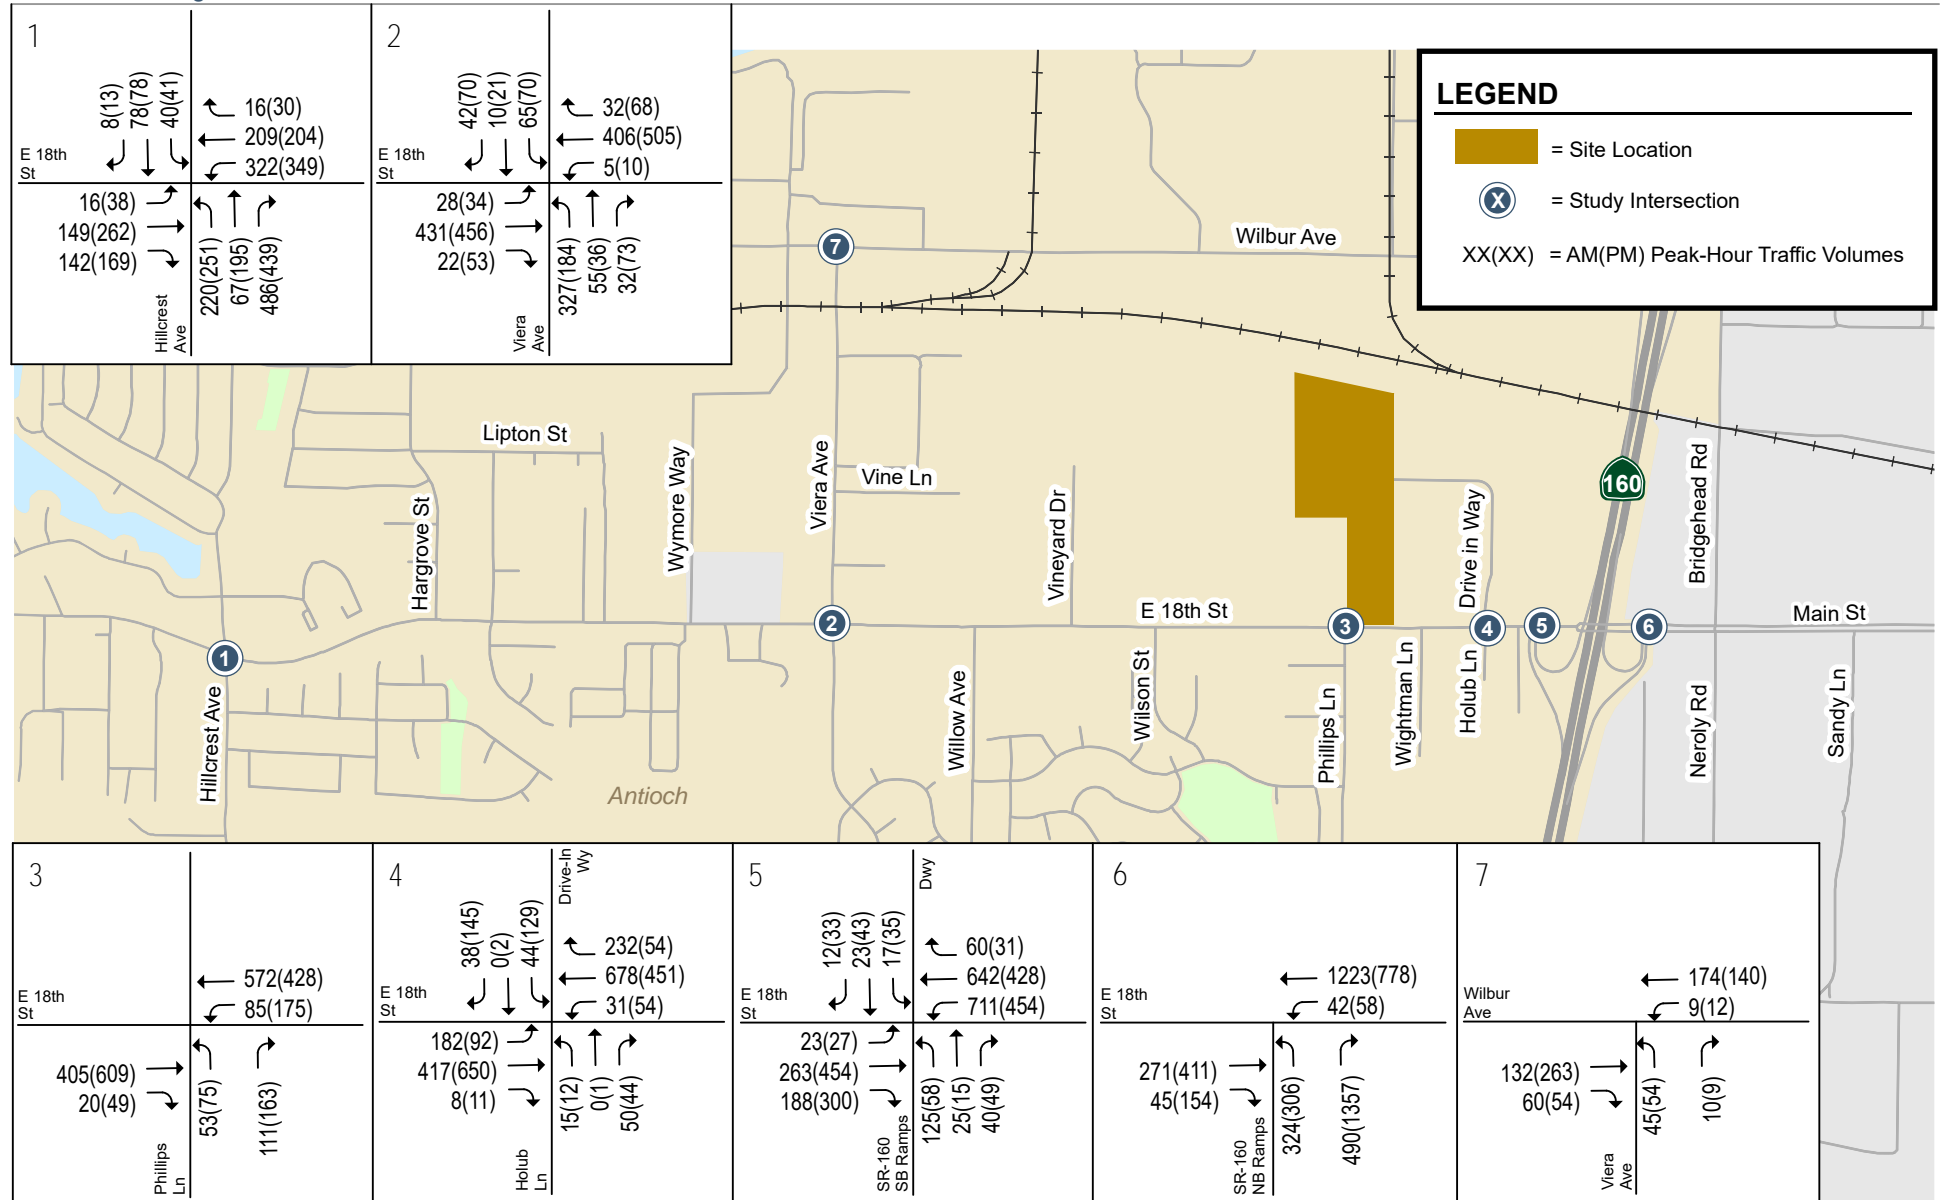 1
8(13)
78(78)
40(41)
16(30)
209(204)
322(349)
E 18th
St
16(38)
149(262)
142(169)
220(251)
67(195)
486(439)
Hillcrest
Ave
2
42(70)
10(21)
65(70)
32(68)
406(505)
5(10)
E 18th
St
28(34)
431(456)
22(53)
327(184)
55(36)
32(73)
Viera
Ave
LEGEND
= Site Location
X
= Study Intersection
XX(XX) = AM(PM) Peak-Hour Traffic Volumes
7
Wilbur Ave
Lipton St
Hargrove St
Wymore Way
Viera Ave
Vine Ln
Vineyard Dr
Drive in Way
160
Bridgehead Rd
E 18th St
Main St
1
2
3
4
5
6
Hillcrest Ave
Willow Ave
Wilson St
Phillips Ln
Wightman Ln
Holub Ln
Neroly Rd
Sandy Ln
Antioch
3
572(428)
85(175)
E 18th
St
405(609)
20(49)
53(75)
111(163)
Phillips
Ln
4
Drive-In
Wy
38(145)
0(2)
44(129)
232(54)
678(451)
31(54)
E 18th
St
182(92)
417(650)
8(11)
15(12)
0(1)
50(44)
Holub
Ln
5
Dwy
12(33)
23(43)
17(35)
60(31)
642(428)
711(454)
E 18th
St
23(27)
263(454)
188(300)
125(58)
25(15)
40(49)
SR-160
SB Ramps
6
1223(778)
42(58)
E 18th
St
271(411)
45(154)
324(306)
490(1357)
SR-160
NB Ramps
7
174(140)
9(12)
Wilbur
Ave
132(263)
60(54)
45(54)
10(9)
Viera
Ave